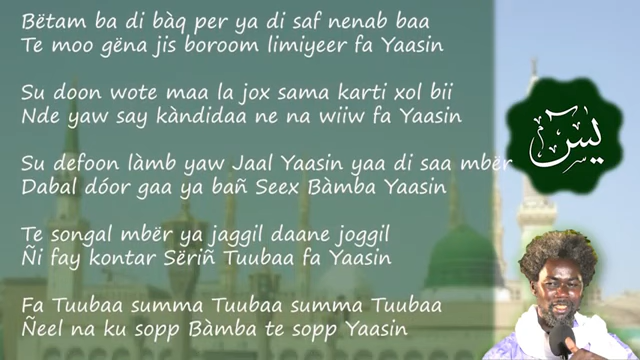 Bëtam ba di bàq per ya di saf nenab baa
Te moo gëna jis boroom limiyeer fa Yaasin
Su doon wote maa la jox sama karti xol bii
Nde yaw say kàndidaa ne na wiiw fa Yaasin
Su defoon làmb yaw Jaal Yaasin yaa di saa mbër
Dabal dóor gaa ya bañ Seex Bàmba Yaasin
Te songal mbër ya jaggil daane joggil
Ñi fay kontar Sëriñ Tuubaa fa Yaasin
Fa Tuubaa summa Tuubaa summa Tuubaa
Ñeel na ku sopp Bàmba te sopp Yaasin
يس